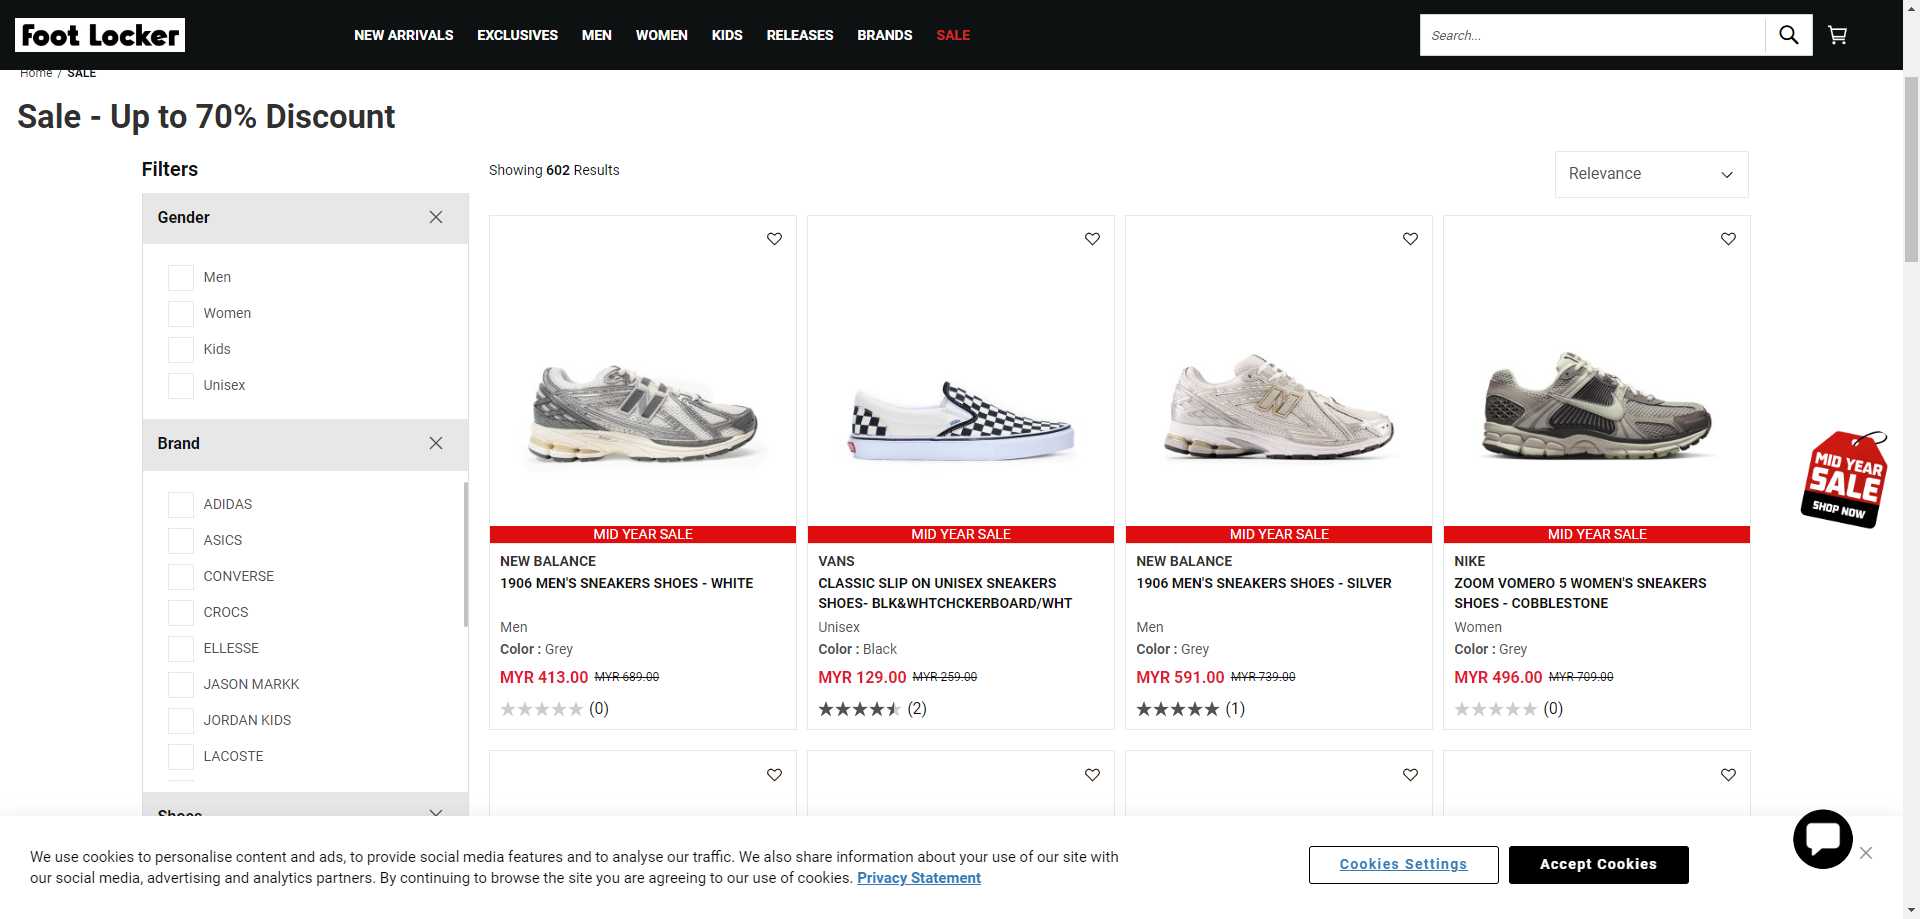 Foot Locker
NEW ARRIVALS EXCLUSIVES MEN WOMEN KIDS RELEASES BRANDS SALE
Search...
Home / SALE
Sale - Up to 70% Discount
Filters
Showing 602 Results
Relevance
Gender
Men
Women
Kids
Unisex
Brand
ADIDAS
ASICS
CONVERSE
CROCS
ELLESSE
JASON MARKK
JORDAN KIDS
LACOSTE
Shoes
MID YEAR SALE
NEW BALANCE
1906 MEN'S SNEAKERS SHOES - WHITE
Men
Color : Grey
MYR 413.00 MYR 689.00
(0)
MID YEAR SALE
VANS
CLASSIC SLIP ON UNISEX SNEAKERS
SHOES- BLK&WHTCHCKERBOARD/WHT
Unisex
Color : Black
MYR 129.00 MYR 259.00
(2)
MID YEAR SALE
NEW BALANCE
1906 MEN'S SNEAKERS SHOES - SILVER
Men
Color : Grey
MYR 591.00 MYR 739.00
(1)
MID YEAR SALE
NIKE
ZOOM VOMERO 5 WOMEN'S SNEAKERS
SHOES - COBBLESTONE
Women
Color : Grey
MYR 496.00 MYR 709.00
(0)
MID YEAR
SALE
SHOP NOW
We use cookies to personalise content and ads, to provide social media features and to analyse our traffic. We also share information about your use of our site with
our social media, advertising and analytics partners. By continuing to browse the site you are agreeing to our use of cookies. Privacy Statement
Cookies Settings
Accept Cookies